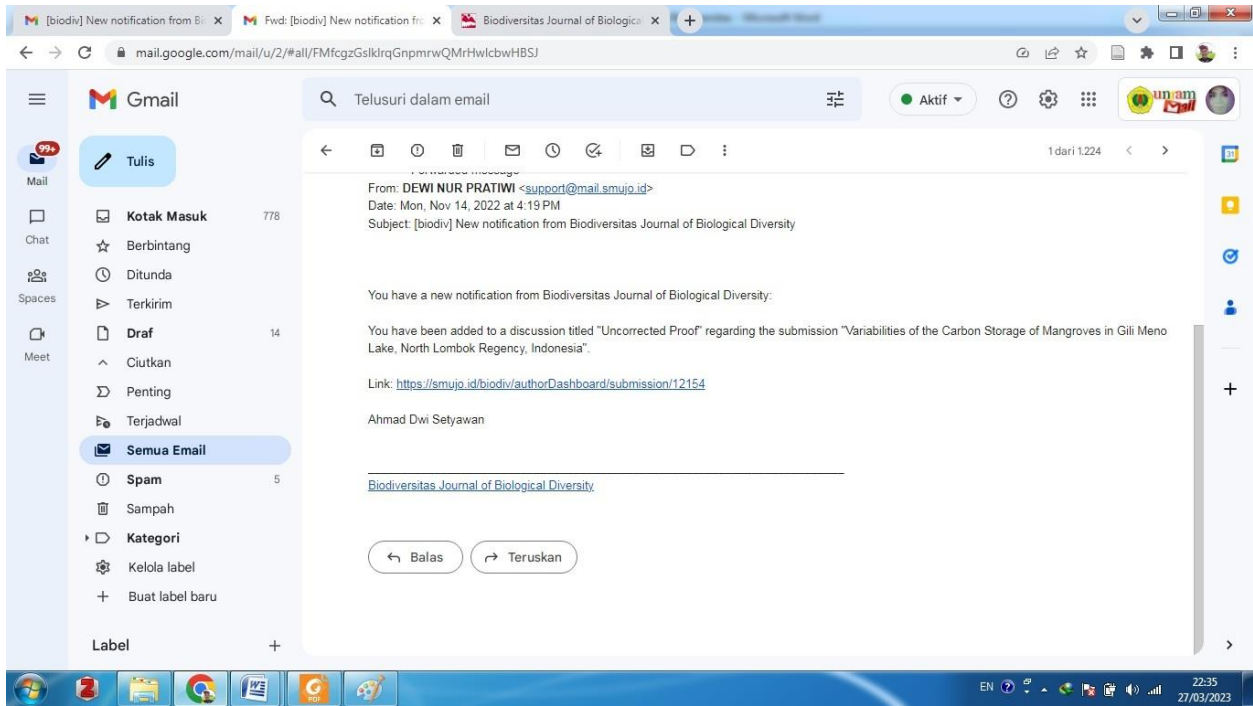 [biodiv] New notification from Bi
Fwd: [biodiv] New notification fro
Biodiversitas Journal of Biologica
mail.google.com/mail/u/2/#all/FMfcgzGslklrqGnpmrwQMrHwlcbwHBSJ
Gmail
Telusuri dalam email
Aktif
99+
Mail
Chat
Spaces
Meet
Tulis
Kotak Masuk 778
Berbintang
Ditunda
Terkirim
Draf 14
Ciutkan
Penting
Terjadwal
Semua Email
Spam 5
Sampah
Kategori
Kelola label
Buat label baru
Label
1 dari 1.224
From: DEWI NUR PRATIWI <support@mail.smujo.id>
Date: Mon, Nov 14, 2022 at 4:19 PM
Subject: [biodiv] New notification from Biodiversitas Journal of Biological Diversity
You have a new notification from Biodiversitas Journal of Biological Diversity:
You have been added to a discussion titled "Uncorrected Proof" regarding the submission "Variabilities of the Carbon Storage of Mangroves in Gili Meno
Lake, North Lombok Regency, Indonesia".
Link: https://smujo.id/biodiv/authorDashboard/submission/12154
Ahmad Dwi Setyawan
Biodiversitas Journal of Biological Diversity
Balas
Teruskan
31
PDF
EN
22:35
27/03/2023